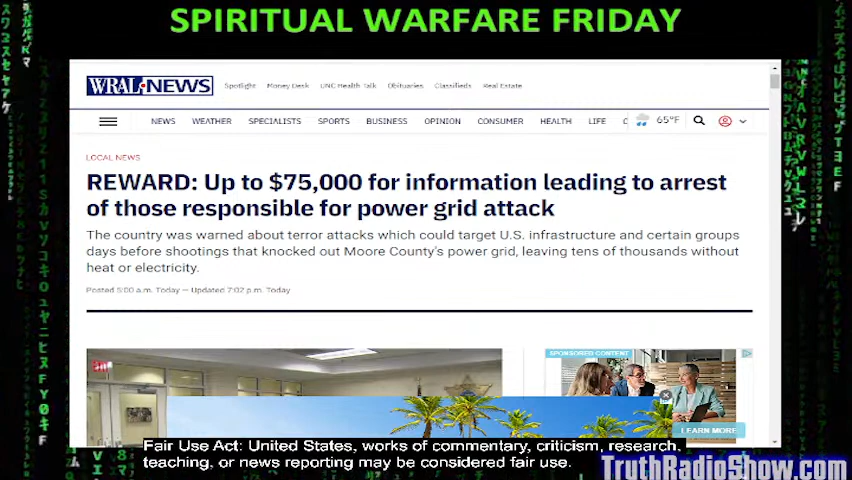 SPIRITUAL WARFARE FRIDAY
WRAL NEWS Spotlight Money Desk UNC Health Talk Obituaries Classifieds Real Estate
NEWS WEATHER SPECIALISTS SPORTS BUSINESS OPINION CONSUMER HEALTH LIFE 65°F
LOCAL NEWS
REWARD: Up to $75,000 for information leading to arrest
of those responsible for power grid attack
The country was warned about terror attacks which could target U.S. infrastructure and certain groups
days before shootings that knocked out Moore County's power grid, leaving tens of thousands without
heat or electricity.
Posted 5:00 a.m. Today — Updated 7:02 p.m. Today
SPONSORED CONTENT
LEARN MORE
Fair Use Act: United States, works of commentary, criticism, research,
teaching, or news reporting may be considered fair use.
TruthRadioShow.com